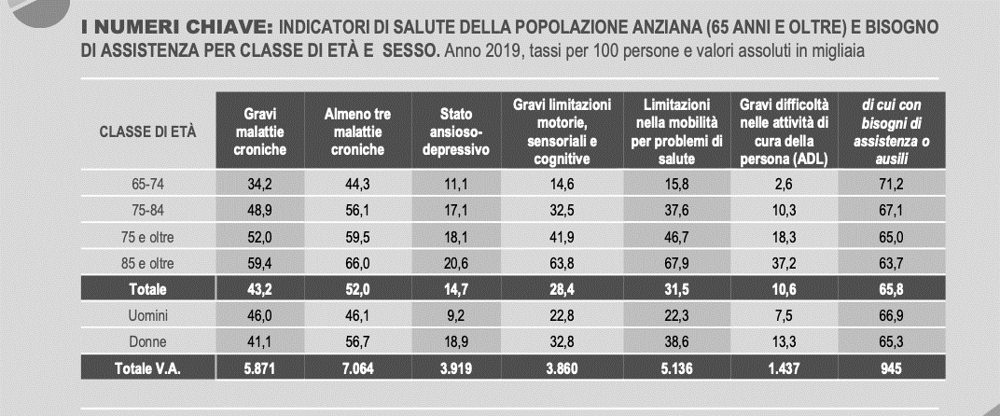 I NUMERI CHIAVE: INDICATORI DI SALUTE DELLA POPOLAZIONE ANZIANA (65 ANNI E OLTRE) E BISOGNO
DI ASSISTENZA PER CLASSE DI ETÀ E SESSO. Anno 2019, tassi per 100 persone e valori assoluti in migliaia
CLASSE DI ETÀ | Gravi malattie croniche | Almeno tre malattie croniche | Stato ansioso-depressivo | Gravi limitazioni motorie, sensoriali e cognitive | Limitazioni nella mobilità per problemi di salute | Gravi difficoltà nelle attività di cura della persona (ADL) | di cui con bisogni di assistenza o ausili
65-74 | 34,2 | 44,3 | 11,1 | 14,6 | 15,8 | 2,6 | 71,2
75-84 | 48,9 | 56,1 | 17,1 | 32,5 | 37,6 | 10,3 | 67,1
75 e oltre | 52,0 | 59,5 | 18,1 | 41,9 | 46,7 | 18,3 | 65,0
85 e oltre | 59,4 | 66,0 | 20,6 | 63,8 | 67,9 | 37,2 | 63,7
Totale | 43,2 | 52,0 | 14,7 | 28,4 | 31,5 | 10,6 | 65,8
Uomini | 46,0 | 46,1 | 9,2 | 22,8 | 22,3 | 7,5 | 66,9
Donne | 41,1 | 56,7 | 18,9 | 32,8 | 38,6 | 13,3 | 65,3
Totale V.A. | 5.871 | 7.064 | 3.919 | 3.860 | 5.136 | 1.437 | 945